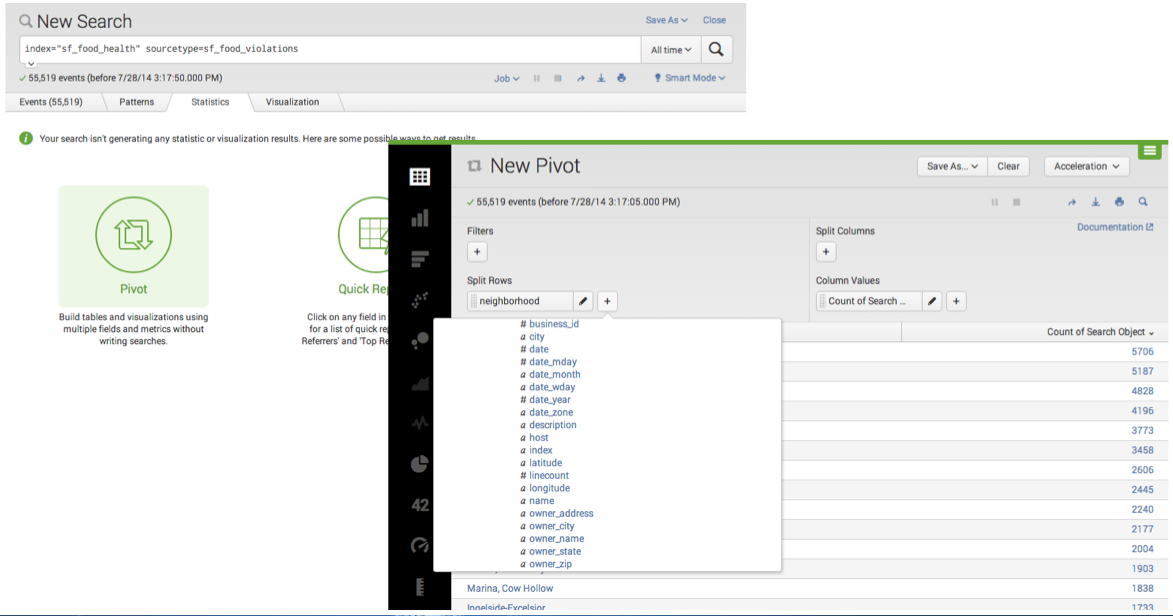 New Search
Save As
Close
index="sf_food_health" sourcetype=sf_food_violations
All time
55,519 events (before 7/28/14 3:17:50.000 PM)
Job
Smart Mode
Events (55,519)
Patterns
Statistics
Visualization
Your search isn't generating any statistic or visualization results. Here are some possible ways to get results.
Pivot
Build tables and visualizations using
multiple fields and metrics without
writing searches.
Quick Rep
Click on any field in
for a list of quick re
Referrers' and 'Top Re
New Pivot
Save As...
Clear
Acceleration
55,519 events (before 7/28/14 3:17:05.000 PM)
Documentation
Filters
+
Split Columns
+
Split Rows
neighborhood
+
Column Values
Count of Search ...
+
# business_id
a city
# date
# date_mday
a date_month
a date_wday
# date_year
a date_zone
a description
a host
a index
a latitude
# linecount
a longitude
a name
a owner_address
a owner_city
a owner_name
a owner_state
a owner_zip
42
Count of Search Object
5706
5187
4828
4196
3773
3458
2606
2445
2240
2177
2004
1903
Marina, Cow Hollow
1838
Ingelside-Excelsior
1733